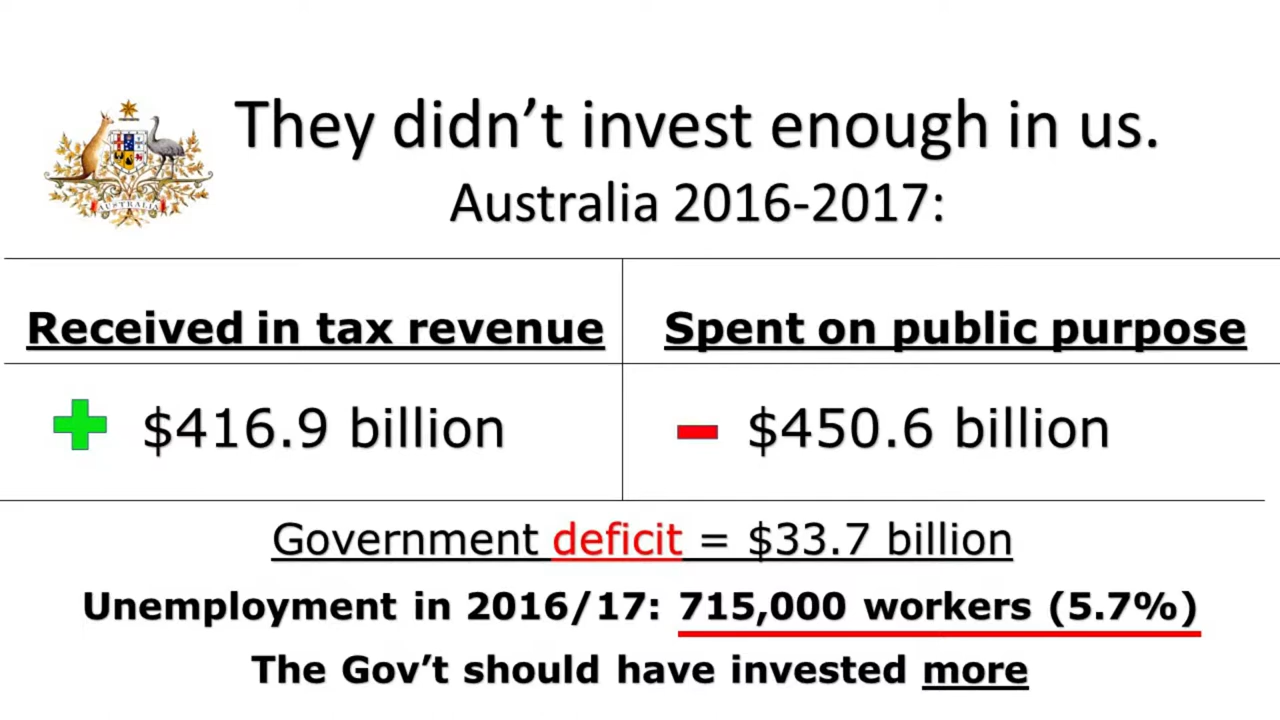 They didn't invest enough in us.
Australia 2016-2017:
AUSTRALIA
Received in tax revenue
Spent on public purpose
$416.9 billion
$450.6 billion
Government deficit = $33.7 billion
Unemployment in 2016/17: 715,000 workers (5.7%)
The Gov't should have invested more